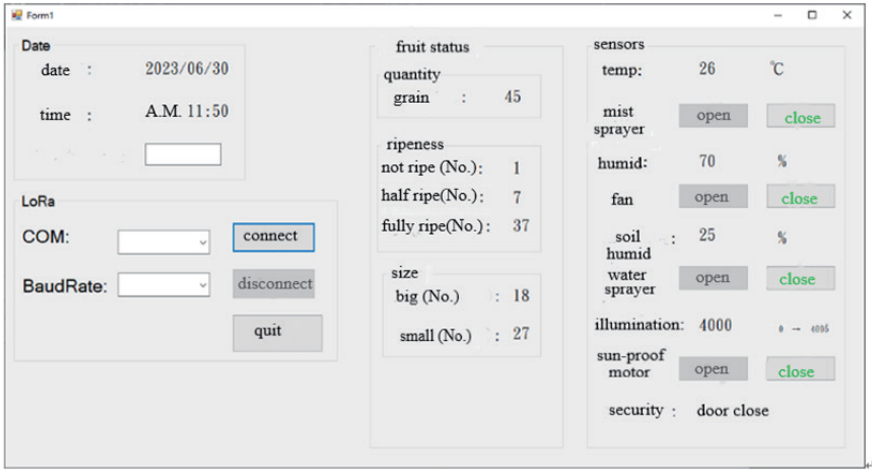 Form1
Date
date : 2023/06/30
time : A.M. 11:50
LoRa
COM:
connect
BaudRate:
disconnect
quit
fruit status
quantity
grain : 45
ripeness
not ripe (No.): 1
half ripe(No.): 7
fully ripe(No.): 37
size
big (No.) : 18
small (No.) : 27
sensors
temp: 26 ℃
mist
sprayer
open close
humid: 70 %
fan open close
soil
humid
: 25 %
water
sprayer
open close
illumination: 4000 0 → 4095
sun-proof
motor
open close
security : door close